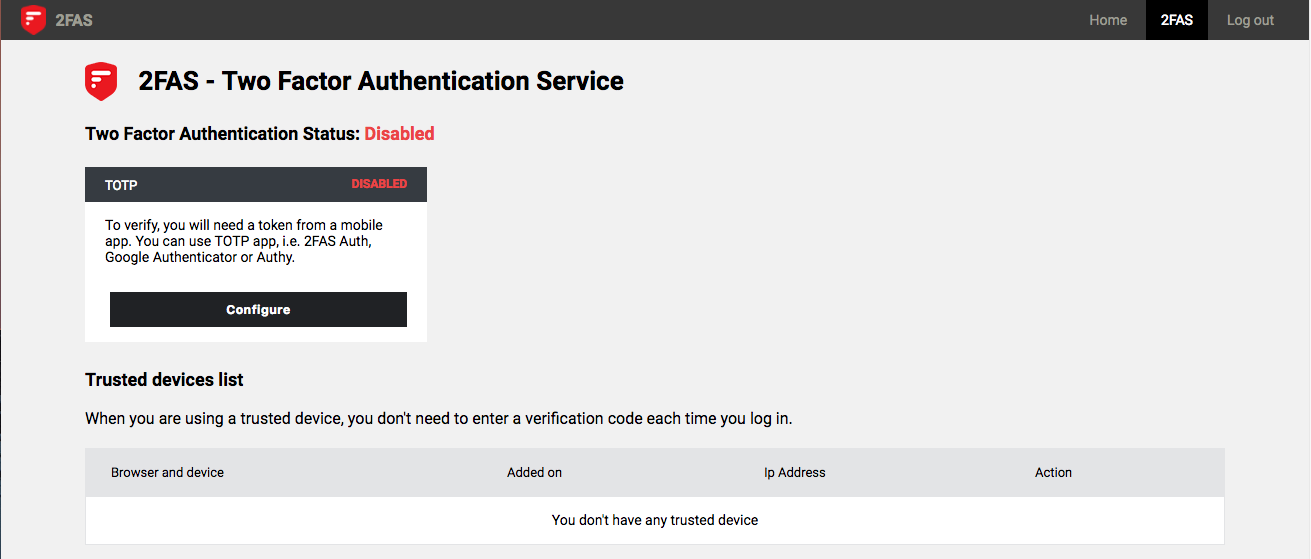 2FAS Home 2FAS Log out
2FAS - Two Factor Authentication Service
Two Factor Authentication Status: Disabled
TOTP DISABLED
To verify, you will need a token from a mobile
app. You can use TOTP app, i.e. 2FAS Auth,
Google Authenticator or Authy.
Configure
Trusted devices list
When you are using a trusted device, you don't need to enter a verification code each time you log in.
Browser and device Added on Ip Address Action
You don't have any trusted device